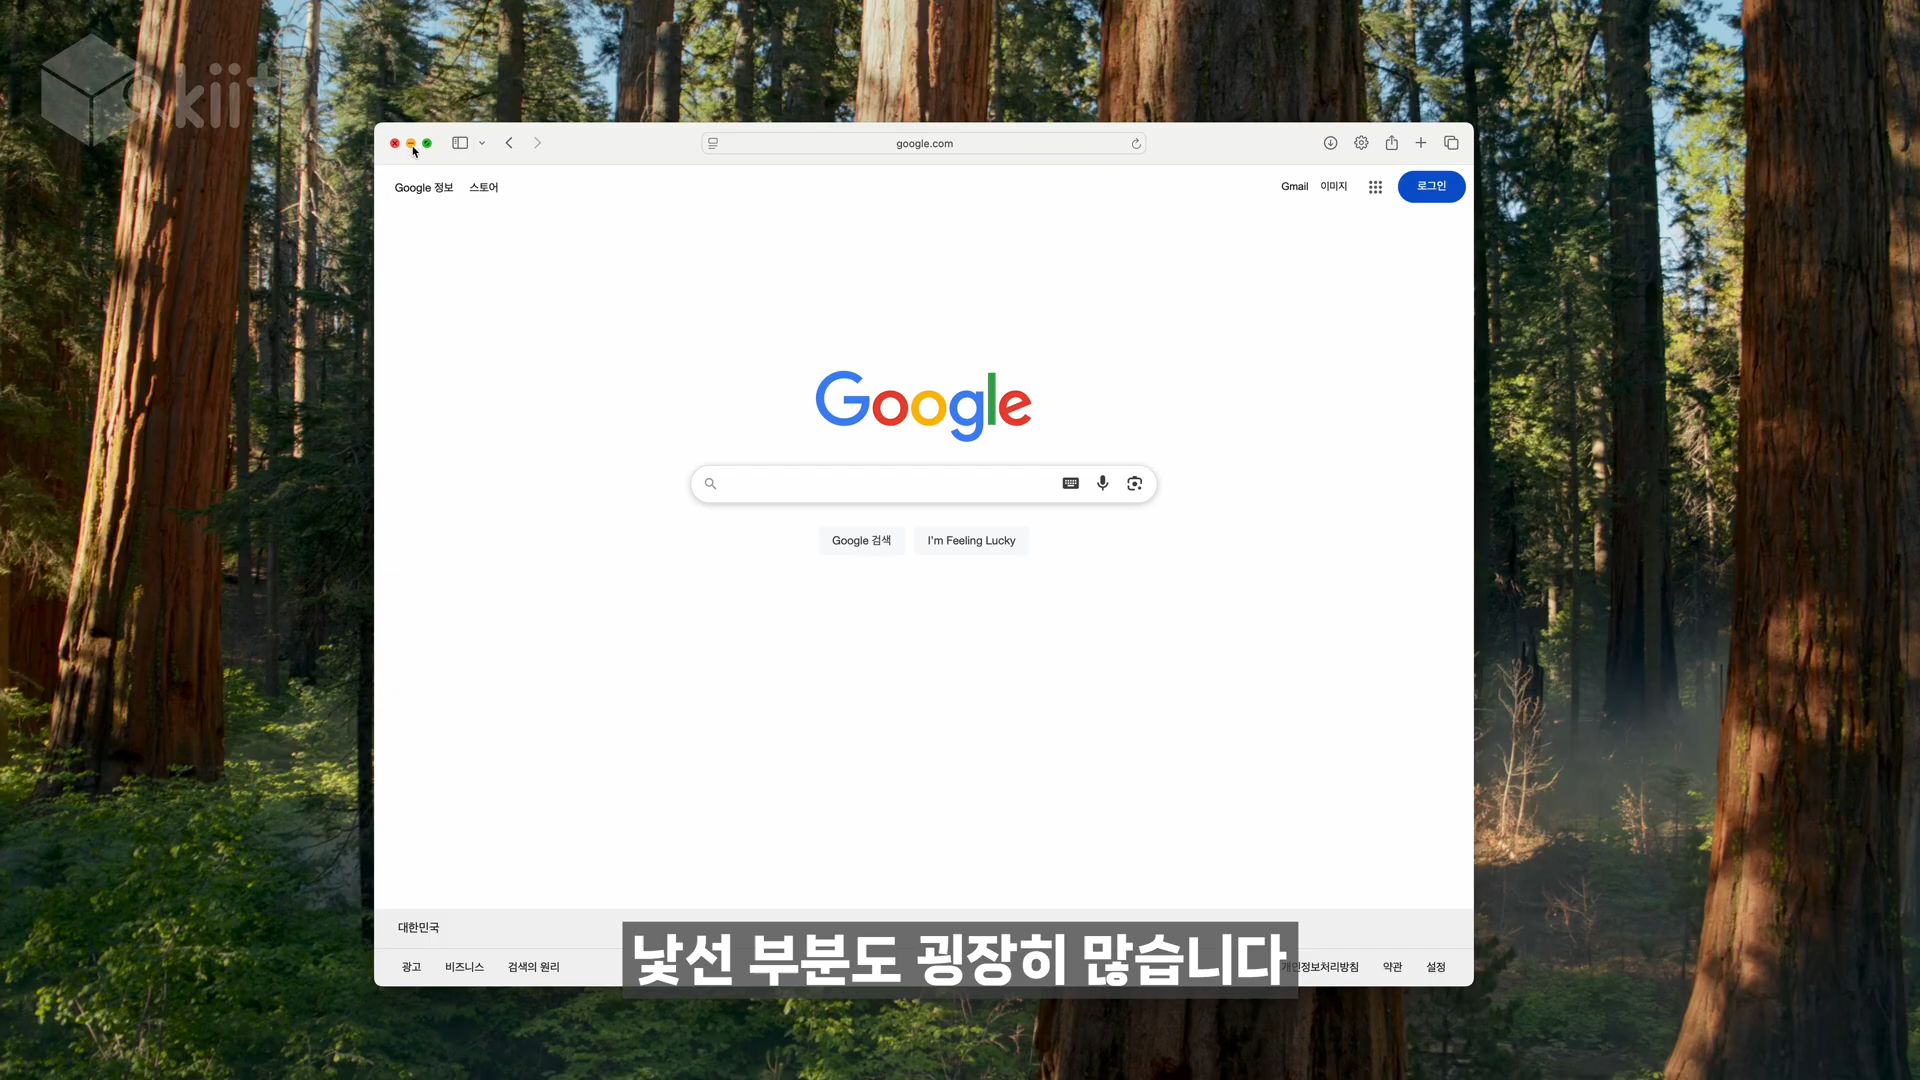 google.com
Google 정보 스토어
Gmail 이미지 로그인
Google
Google 검색 I'm Feeling Lucky
대한민국
광고 비즈니스 검색의 원리 개인정보처리방침 약관 설정
낯선 부분도 굉장히 많습니다